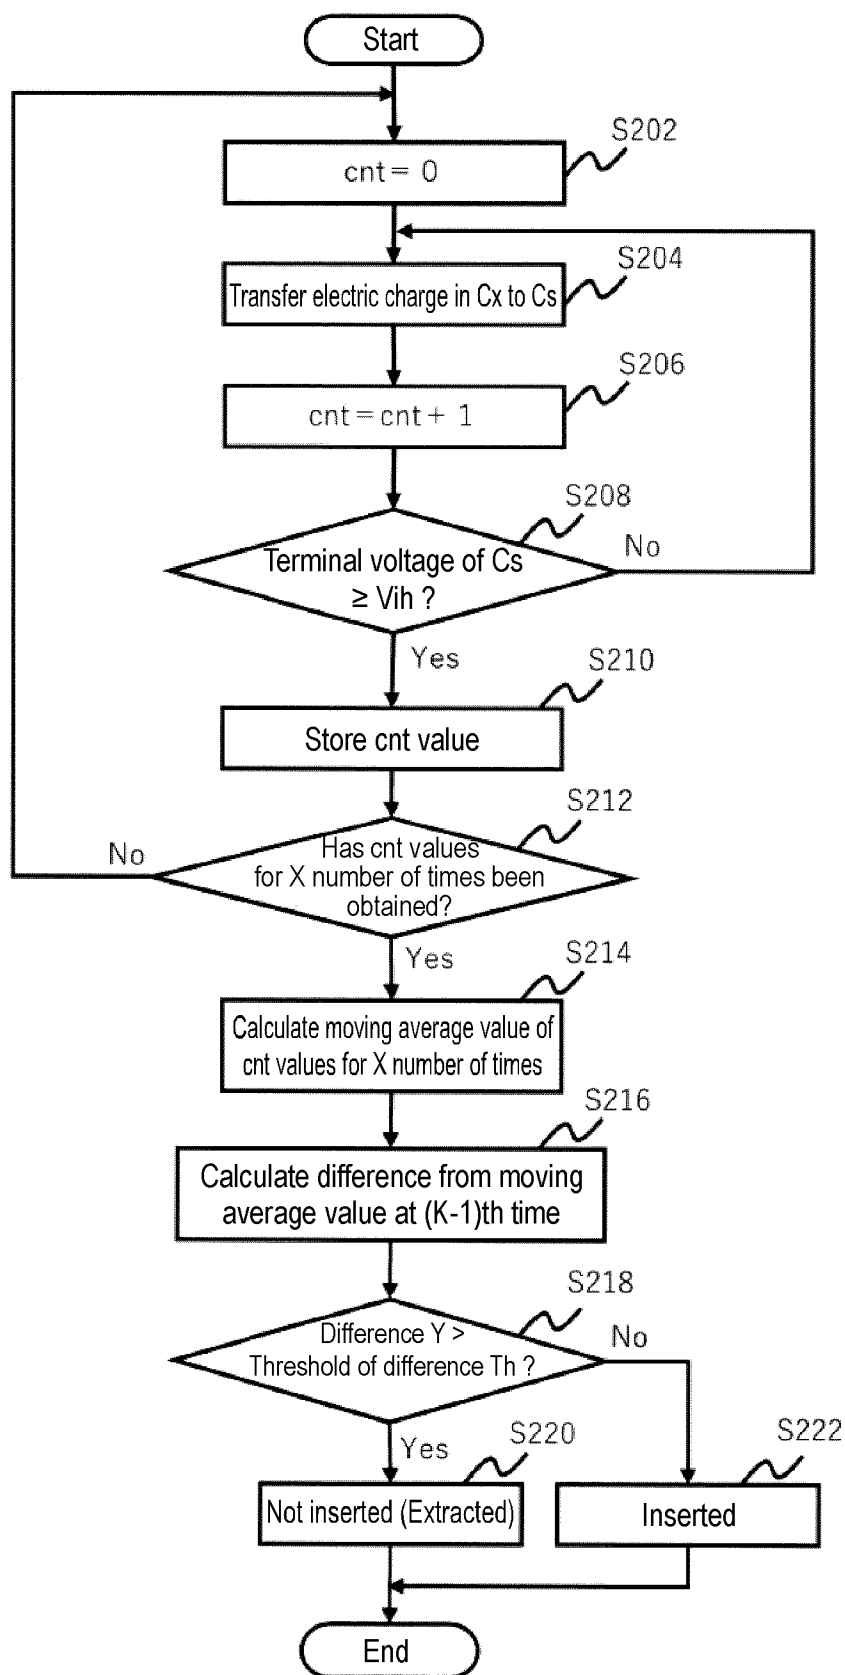 Start
S202
cnt = 0
S204
Transfer electric charge in Cx to Cs
S206
cnt = cnt + 1
S208
Terminal voltage of Cs
≥ Vih ?
No
Yes
S210
Store cnt value
S212
Has cnt values
for X number of times been
obtained?
No
Yes
S214
Calculate moving average value of
cnt values for X number of times
S216
Calculate difference from moving
average value at (K-1)th time
S218
Difference Y >
Threshold of difference Th ?
No
Yes
S220
Not inserted (Extracted)
S222
Inserted
End